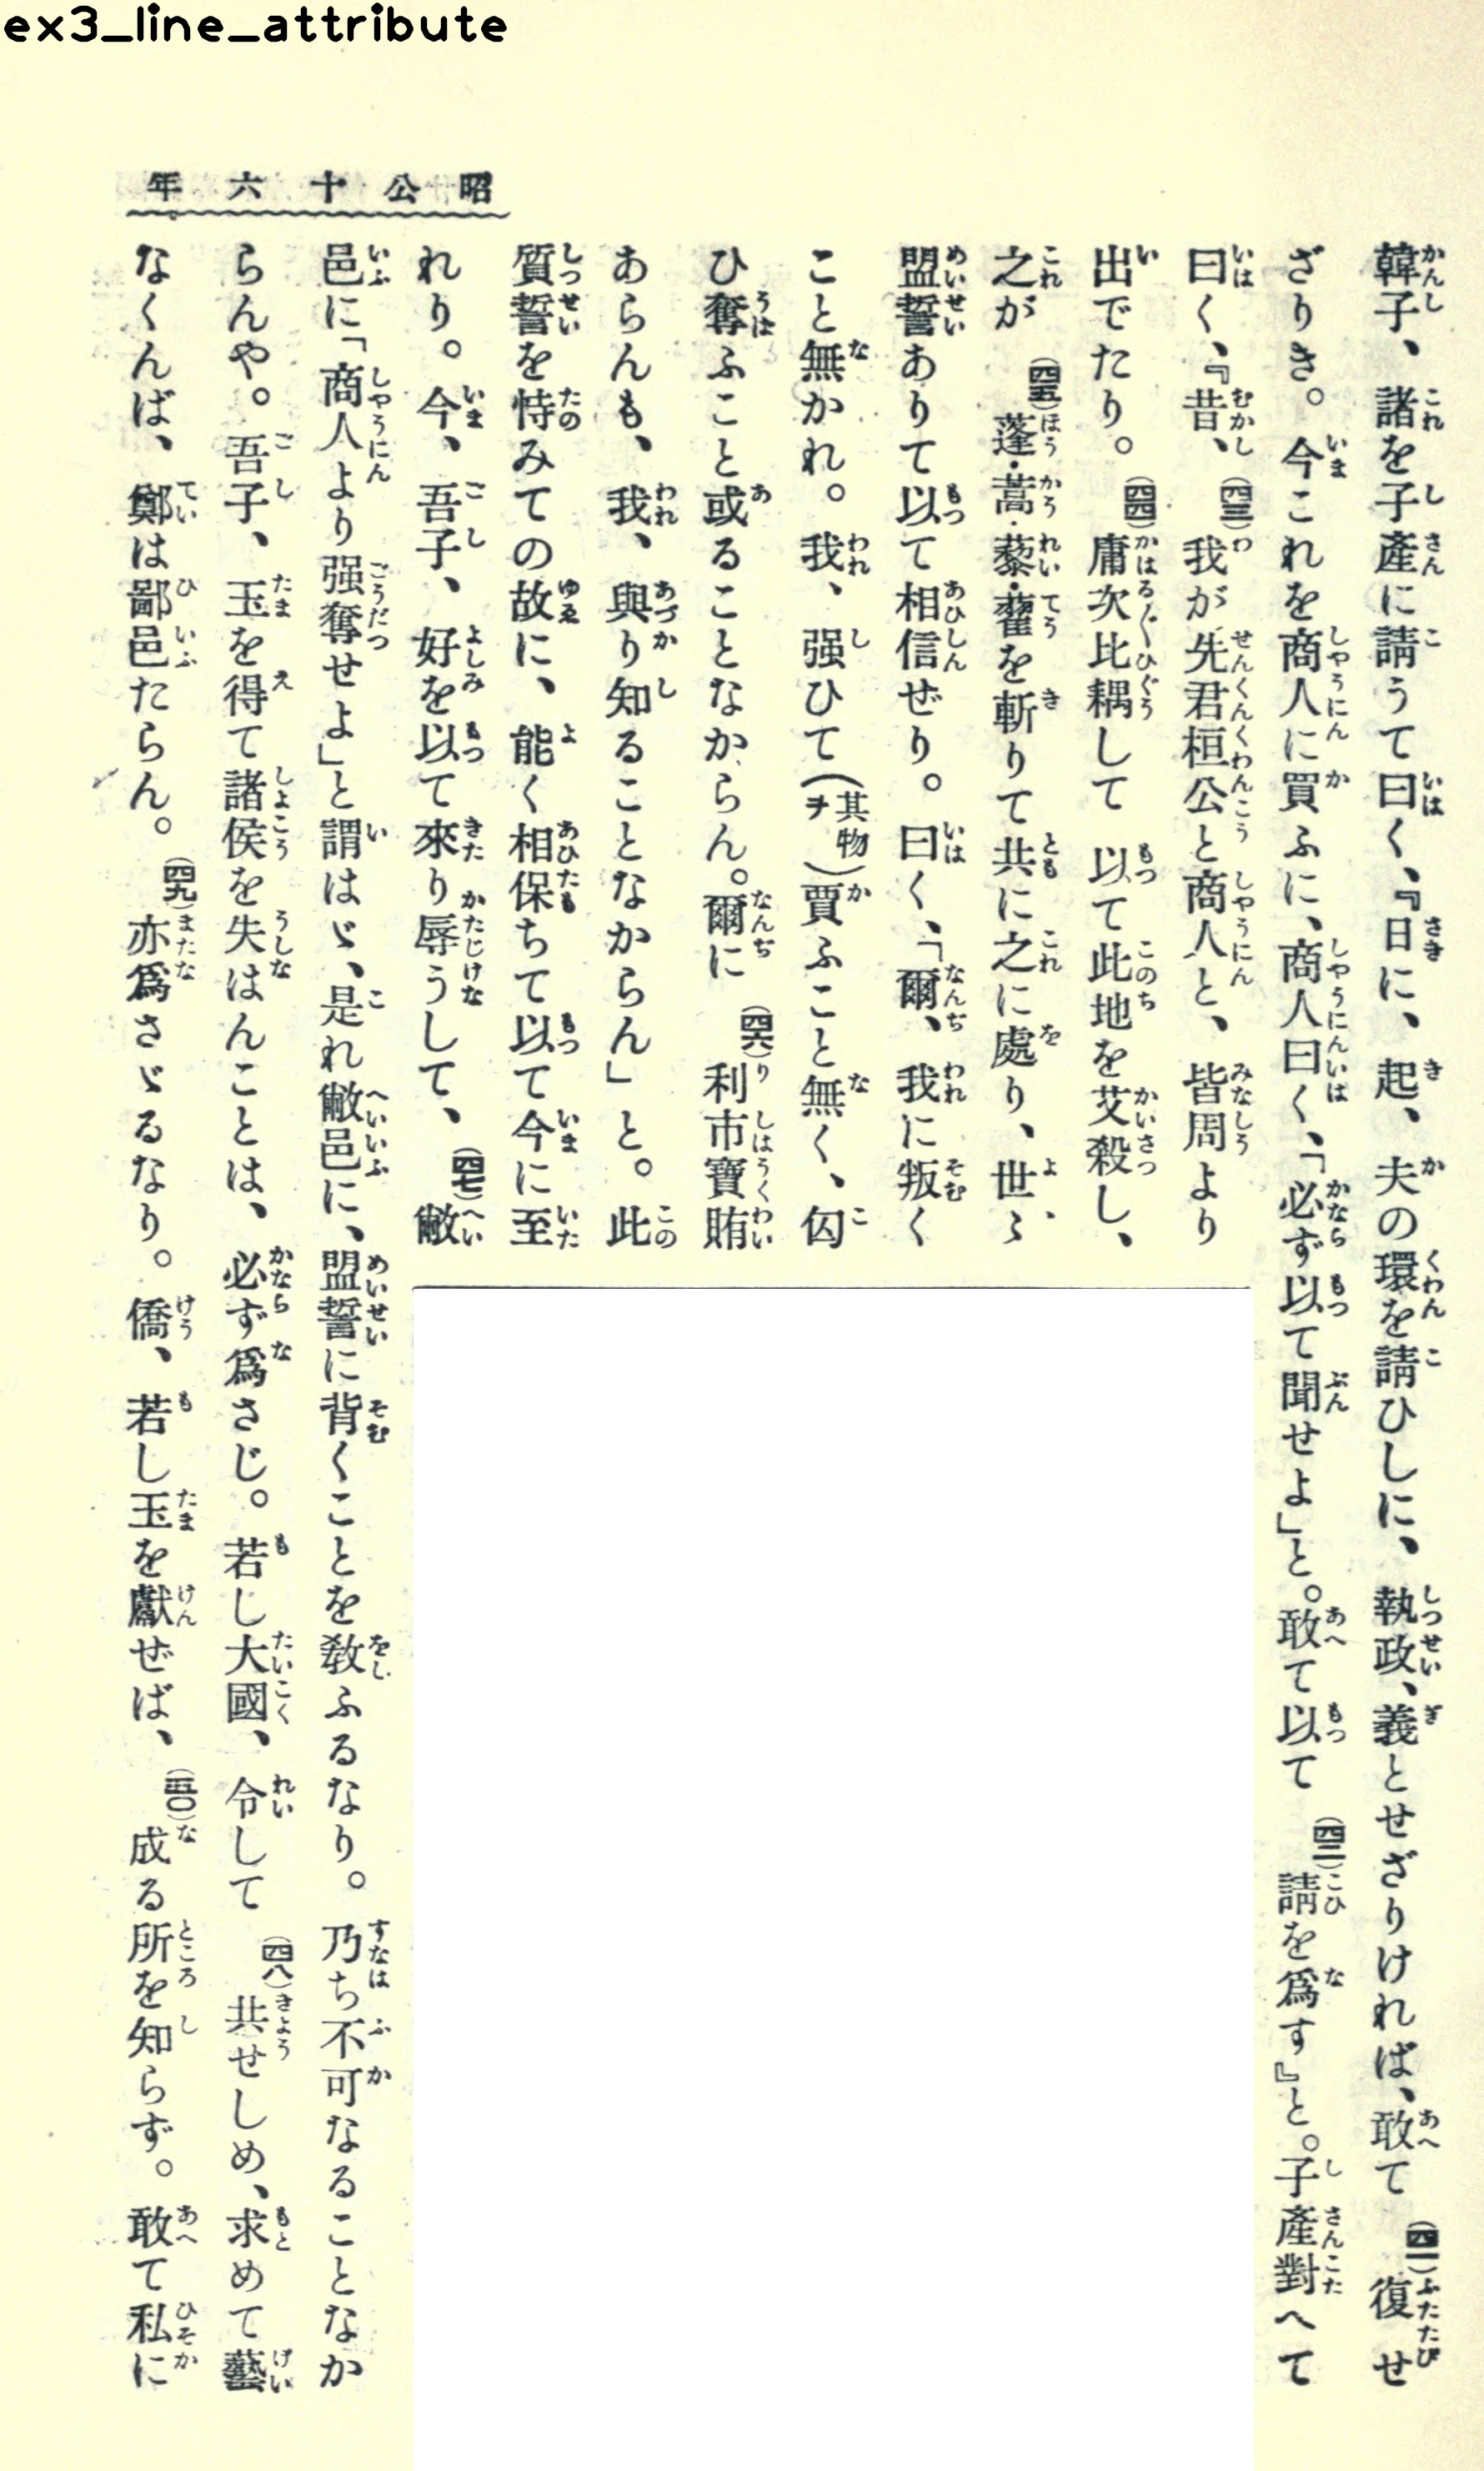 ex3_line_attribute
昭公十六年
韓子、諸を子產に請うて曰く、『日に、起、夫の環を請ひしに、執政、義とせざりければ、敢て(四一)復せ
ざりき。今これを商人に買ふに、商人曰く、「必ず以て聞せよ」と。敢て以て(四二)請を爲す』と。子產對へて
曰く、『昔、(四三)我が先君桓公と商人と、皆周より
出でたり。(四四)庸次比耦して以て此地を艾殺し、
之が(四五)蓬・蒿・藜・藋を斬りて共に之に處り、世ゝ
盟誓ありて以て相信ぜり。曰く、「爾、我に叛く
こと無かれ。我、强ひて(其物ヲ)賈ふこと無く、匃
ひ奪ふこと或ることなからん。爾に(四六)利市寶賄
あらんも、我、與り知ることなからん」と。此
質誓を恃みての故に、能く相保ちて以て今に至
れり。今、吾子、好を以て來り辱うして、(四七)敝
邑に「商人より强奪せよ」と謂はゞ、是れ敝邑に、盟誓に背くことを敎ふるなり。乃ち不可なることなか
らんや。吾子、玉を得て諸侯を失はんことは、必ず爲さじ。若し大國、令して(四八)共せしめ、求めて藝
なくんば、鄭は鄙邑たらん。(四九)亦爲さゞるなり。僑、若し玉を獻ぜば、(五〇)成る所を知らず。敢て私に